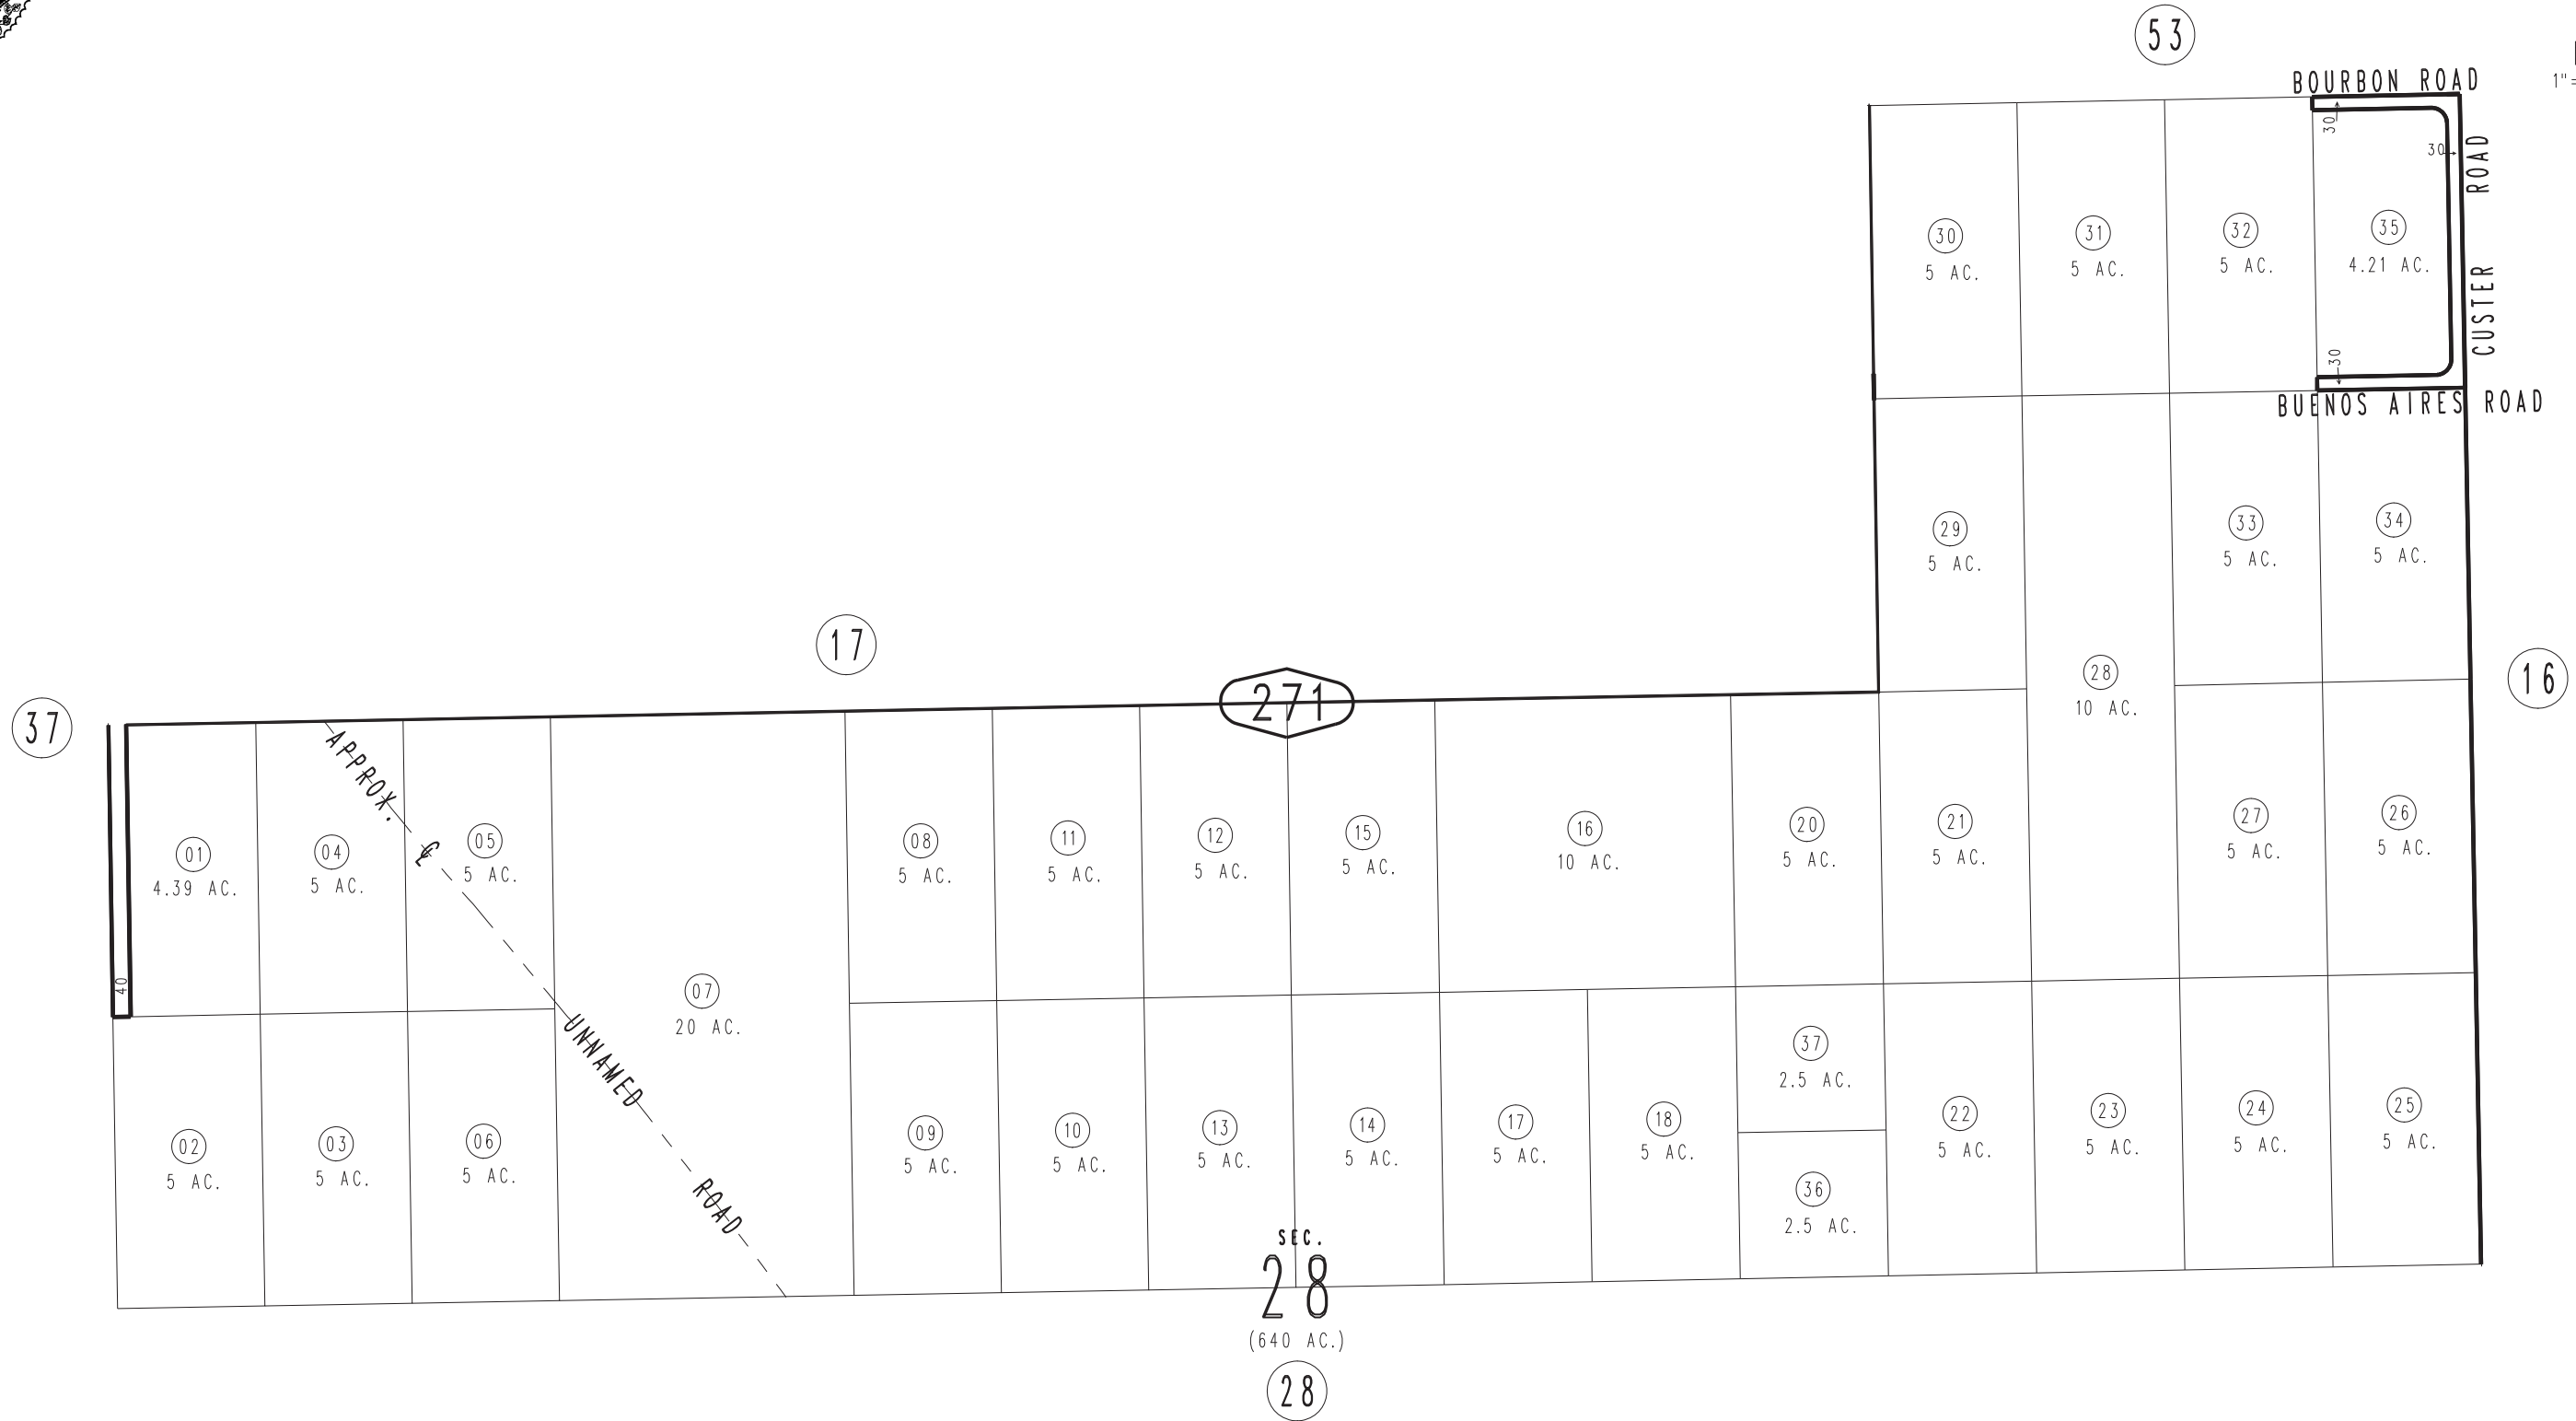 53
BOURBON ROAD
1"=
30
30
ROAD
CUSTER
30
5 AC.
31
5 AC.
32
5 AC.
35
4.21 AC.
30
BUENOS AIRES ROAD
29
5 AC.
28
10 AC.
33
5 AC.
34
5 AC.
17
271
37
16
APPROX. ℄ UNNAMED ROAD
01
4.39 AC.
40
04
5 AC.
05
5 AC.
07
20 AC.
08
5 AC.
11
5 AC.
12
5 AC.
15
5 AC.
16
10 AC.
20
5 AC.
21
5 AC.
27
5 AC.
26
5 AC.
02
5 AC.
03
5 AC.
06
5 AC.
09
5 AC.
10
5 AC.
13
5 AC.
14
5 AC.
17
5 AC.
18
5 AC.
37
2.5 AC.
36
2.5 AC.
22
5 AC.
23
5 AC.
24
5 AC.
25
5 AC.
SEC.
28
(640 AC.)
28